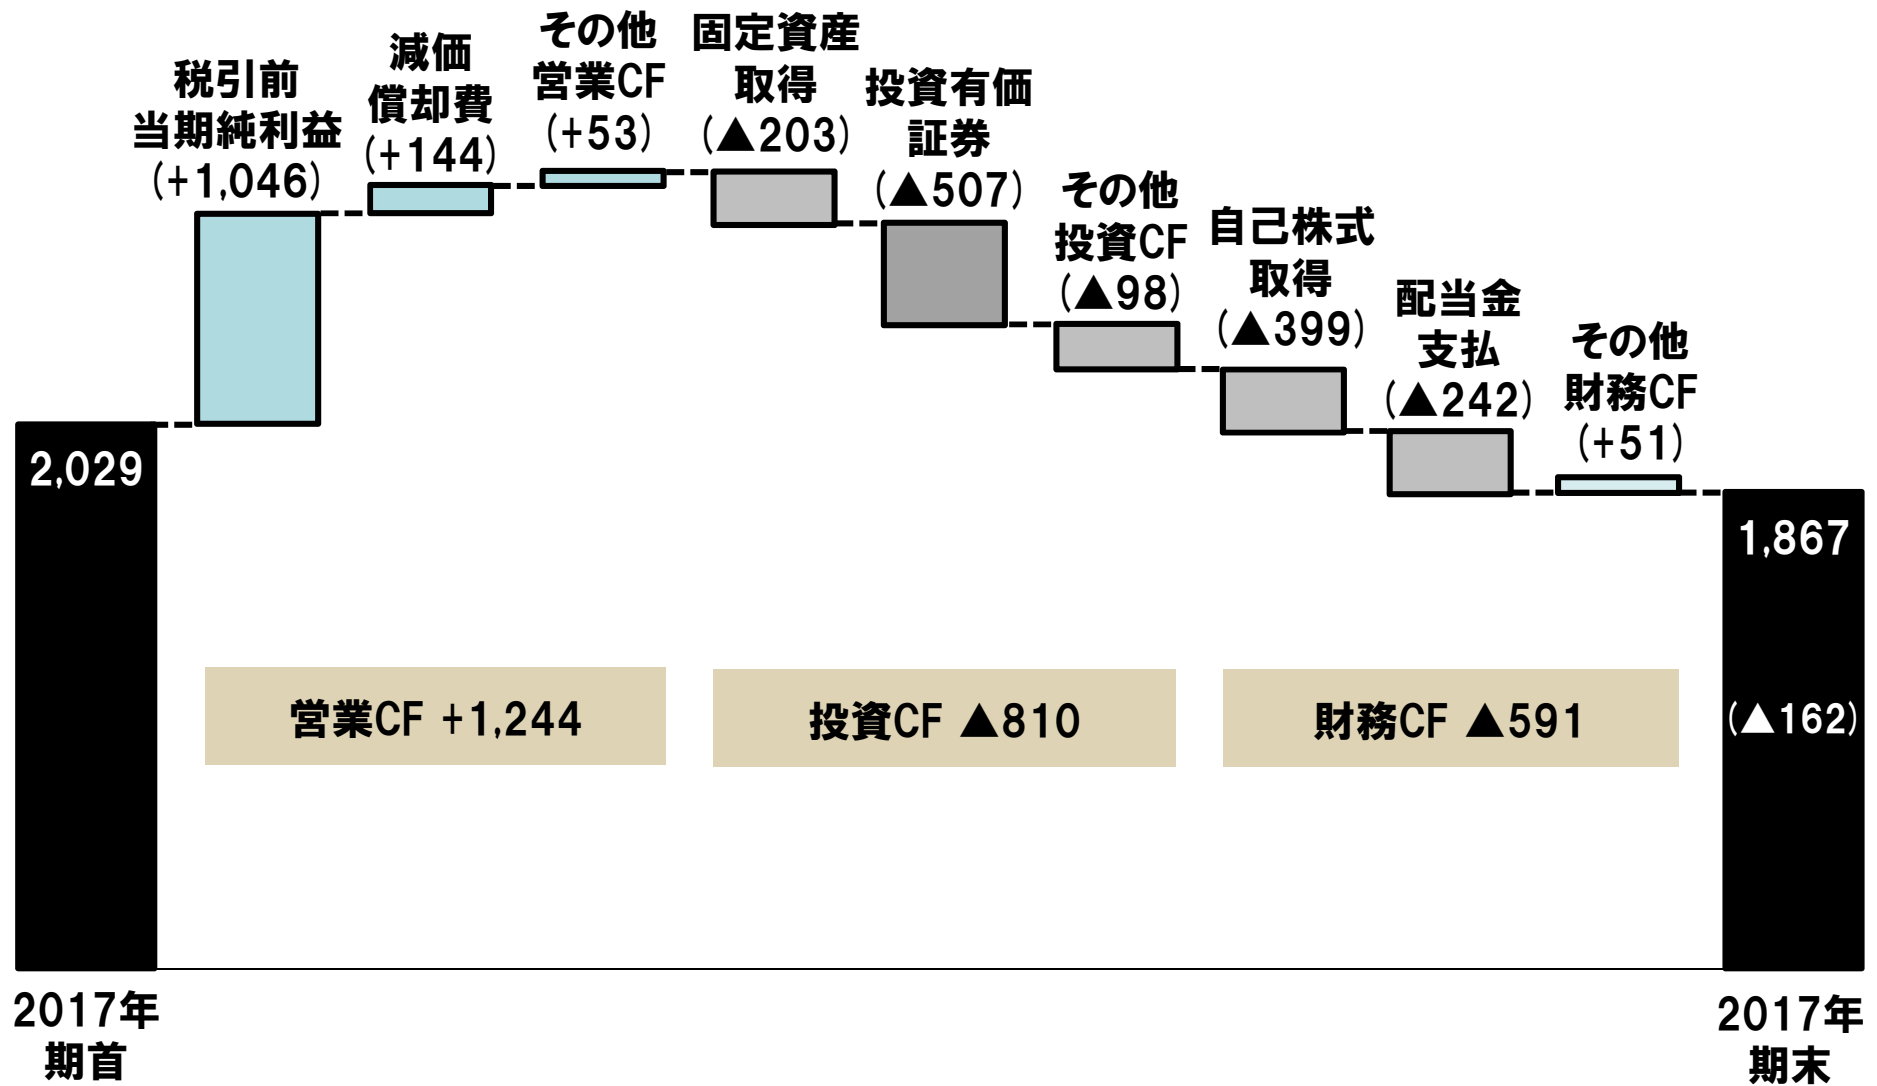 税引前
当期純利益
(+1,046)
減価
償却費
(+144)
その他
営業CF
(+53)
固定資産
取得
(▲203)
投資有価
証券
(▲507)
その他
投資CF
(▲98)
自己株式
取得
(▲399)
配当金
支払
(▲242)
その他
財務CF
(+51)
2,029
1,867
(▲162)
営業CF +1,244
投資CF ▲810
財務CF ▲591
2017年
期首
2017年
期末